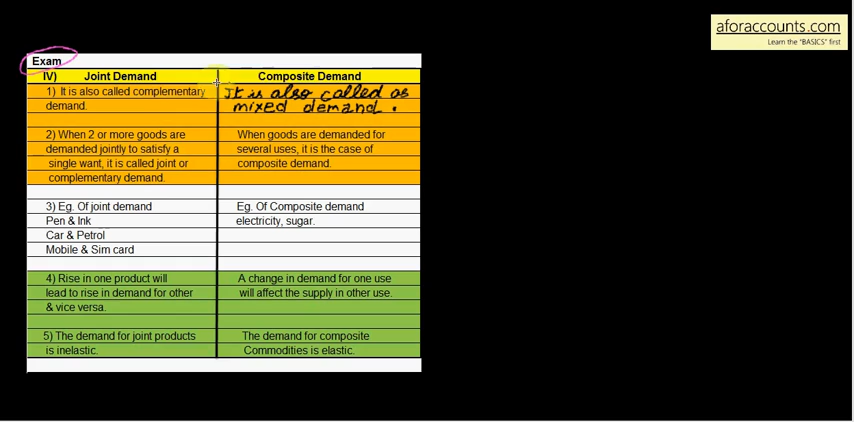 aforaccounts.com
Learn the "BASICS" first
Exam
IV) Joint Demand Composite Demand
1) It is also called complementary It is also called as
demand. mixed demand.
2) When 2 or more goods are When goods are demanded for
demanded jointly to satisfy a several uses, it is the case of
single want, it is called joint or composite demand.
complementary demand.
3) Eg. Of joint demand Eg. Of Composite demand
Pen & Ink electricity, sugar.
Car & Petrol
Mobile & Sim card
4) Rise in one product will A change in demand for one use
lead to rise in demand for other will affect the supply in other use.
& vice versa.
5) The demand for joint products The demand for composite
is inelastic. Commodities is elastic.